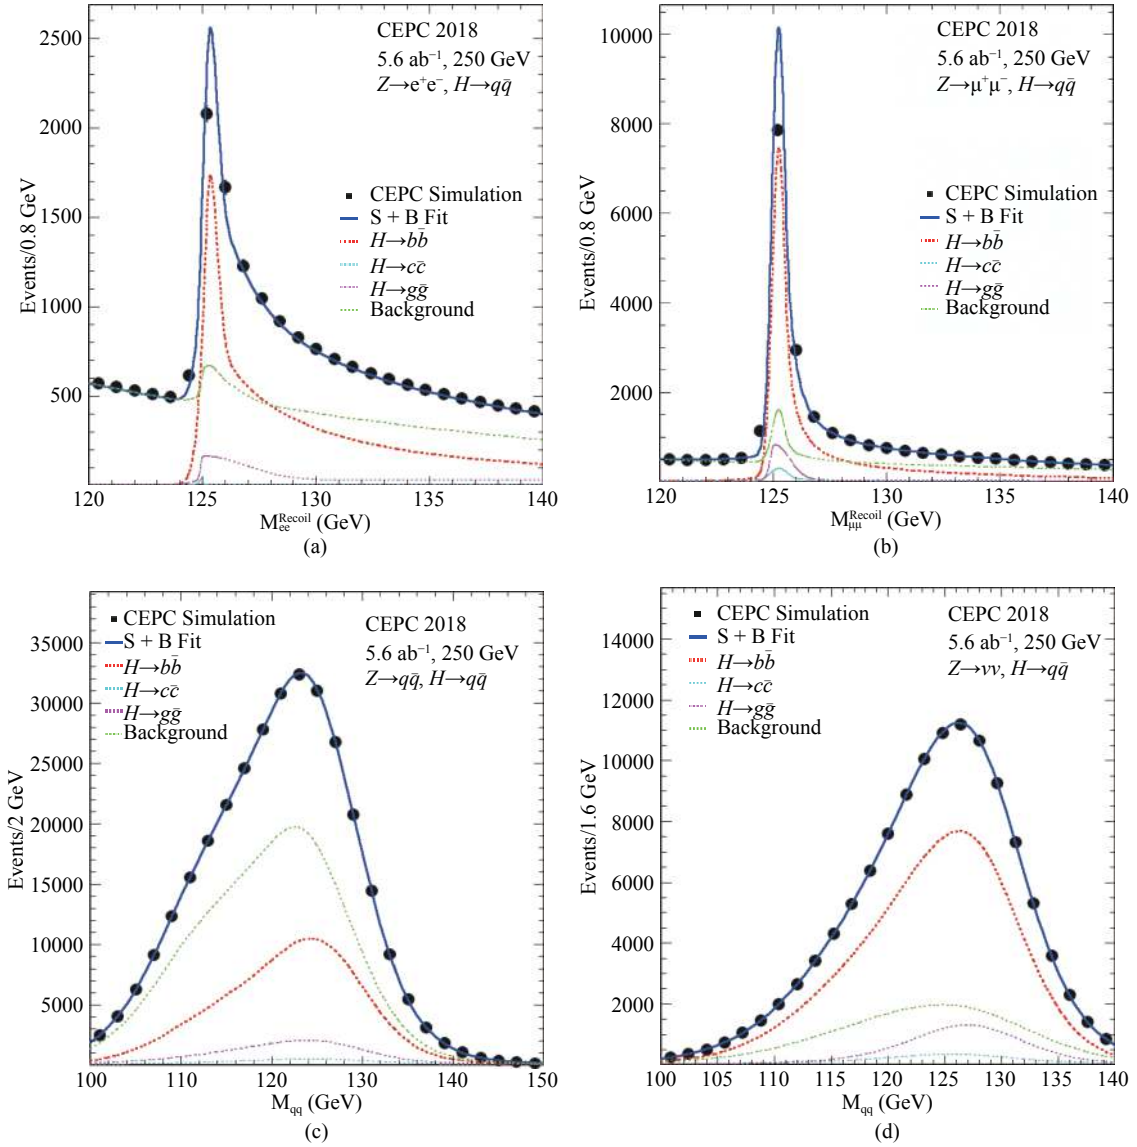 CEPC 2018
5.6 ab⁻¹, 250 GeV
Z→e⁺e⁻, H→qq̄
CEPC Simulation
S + B Fit
H→bb̄
H→cc̄
H→gḡ
Background
Events/0.8 GeV
2500
2000
1500
1000
500
120 125 130 135 140
M_ee^Recoil (GeV)
(a)
CEPC 2018
5.6 ab⁻¹, 250 GeV
Z→μ⁺μ⁻, H→qq̄
CEPC Simulation
S + B Fit
H→bb̄
H→cc̄
H→gḡ
Background
Events/0.8 GeV
10000
8000
6000
4000
2000
120 125 130 135 140
M_μμ^Recoil (GeV)
(b)
CEPC Simulation
S + B Fit
H→bb̄
H→cc̄
H→gḡ
Background
CEPC 2018
5.6 ab⁻¹, 250 GeV
Z→qq̄, H→qq̄
Events/2 GeV
35000
30000
25000
20000
15000
10000
5000
100 110 120 130 140 150
M_qq (GeV)
(c)
CEPC Simulation
S + B Fit
H→bb̄
H→cc̄
H→gḡ
Background
CEPC 2018
5.6 ab⁻¹, 250 GeV
Z→νν, H→qq̄
Events/1.6 GeV
14000
12000
10000
8000
6000
4000
2000
100 105 110 115 120 125 130 135 140
M_qq (GeV)
(d)